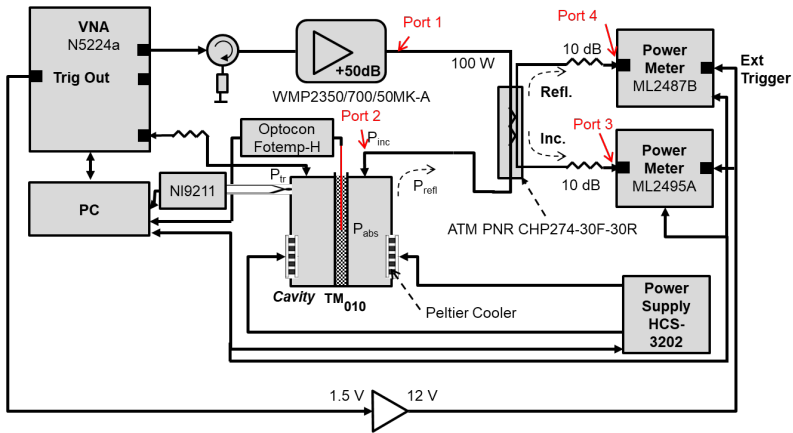 VNA
N5224a
Trig Out
+50dB
WMP2350/700/50MK-A
Port 1
100 W
Port 4
10 dB
Power
Meter
ML2487B
Ext
Trigger
Refl.
Inc.
Port 3
10 dB
Power
Meter
ML2495A
ATM PNR CHP274-30F-30R
Optocon
Fotemp-H
Port 2
Pinc
Ptr
Prefl
NI9211
PC
Pabs
Cavity
TM010
Peltier Cooler
Power
Supply
HCS-
3202
1.5 V
12 V